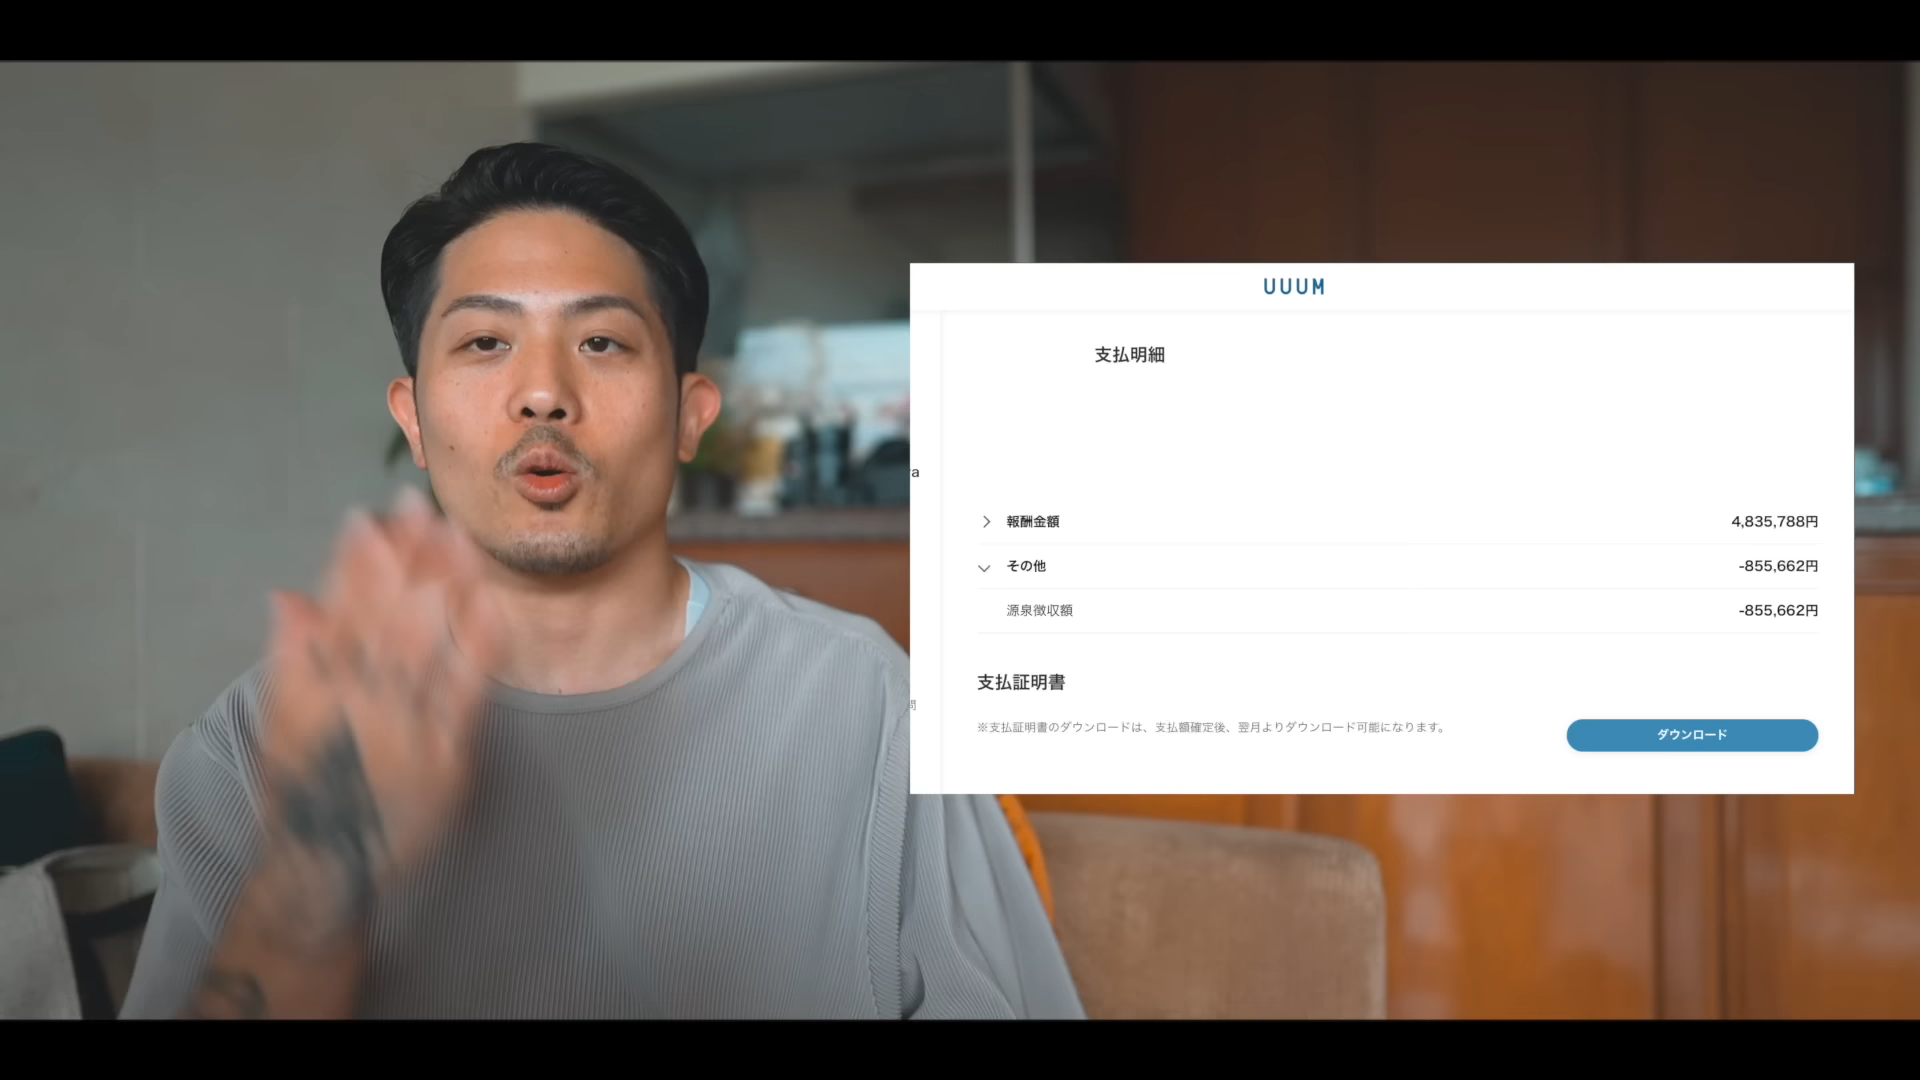 UUUM
支払明細
a
報酬金額 4,835,788円
その他 -855,662円
源泉徴収額 -855,662円
支払証明書
※支払証明書のダウンロードは、支払額確定後、翌月よりダウンロード可能になります。
ダウンロード